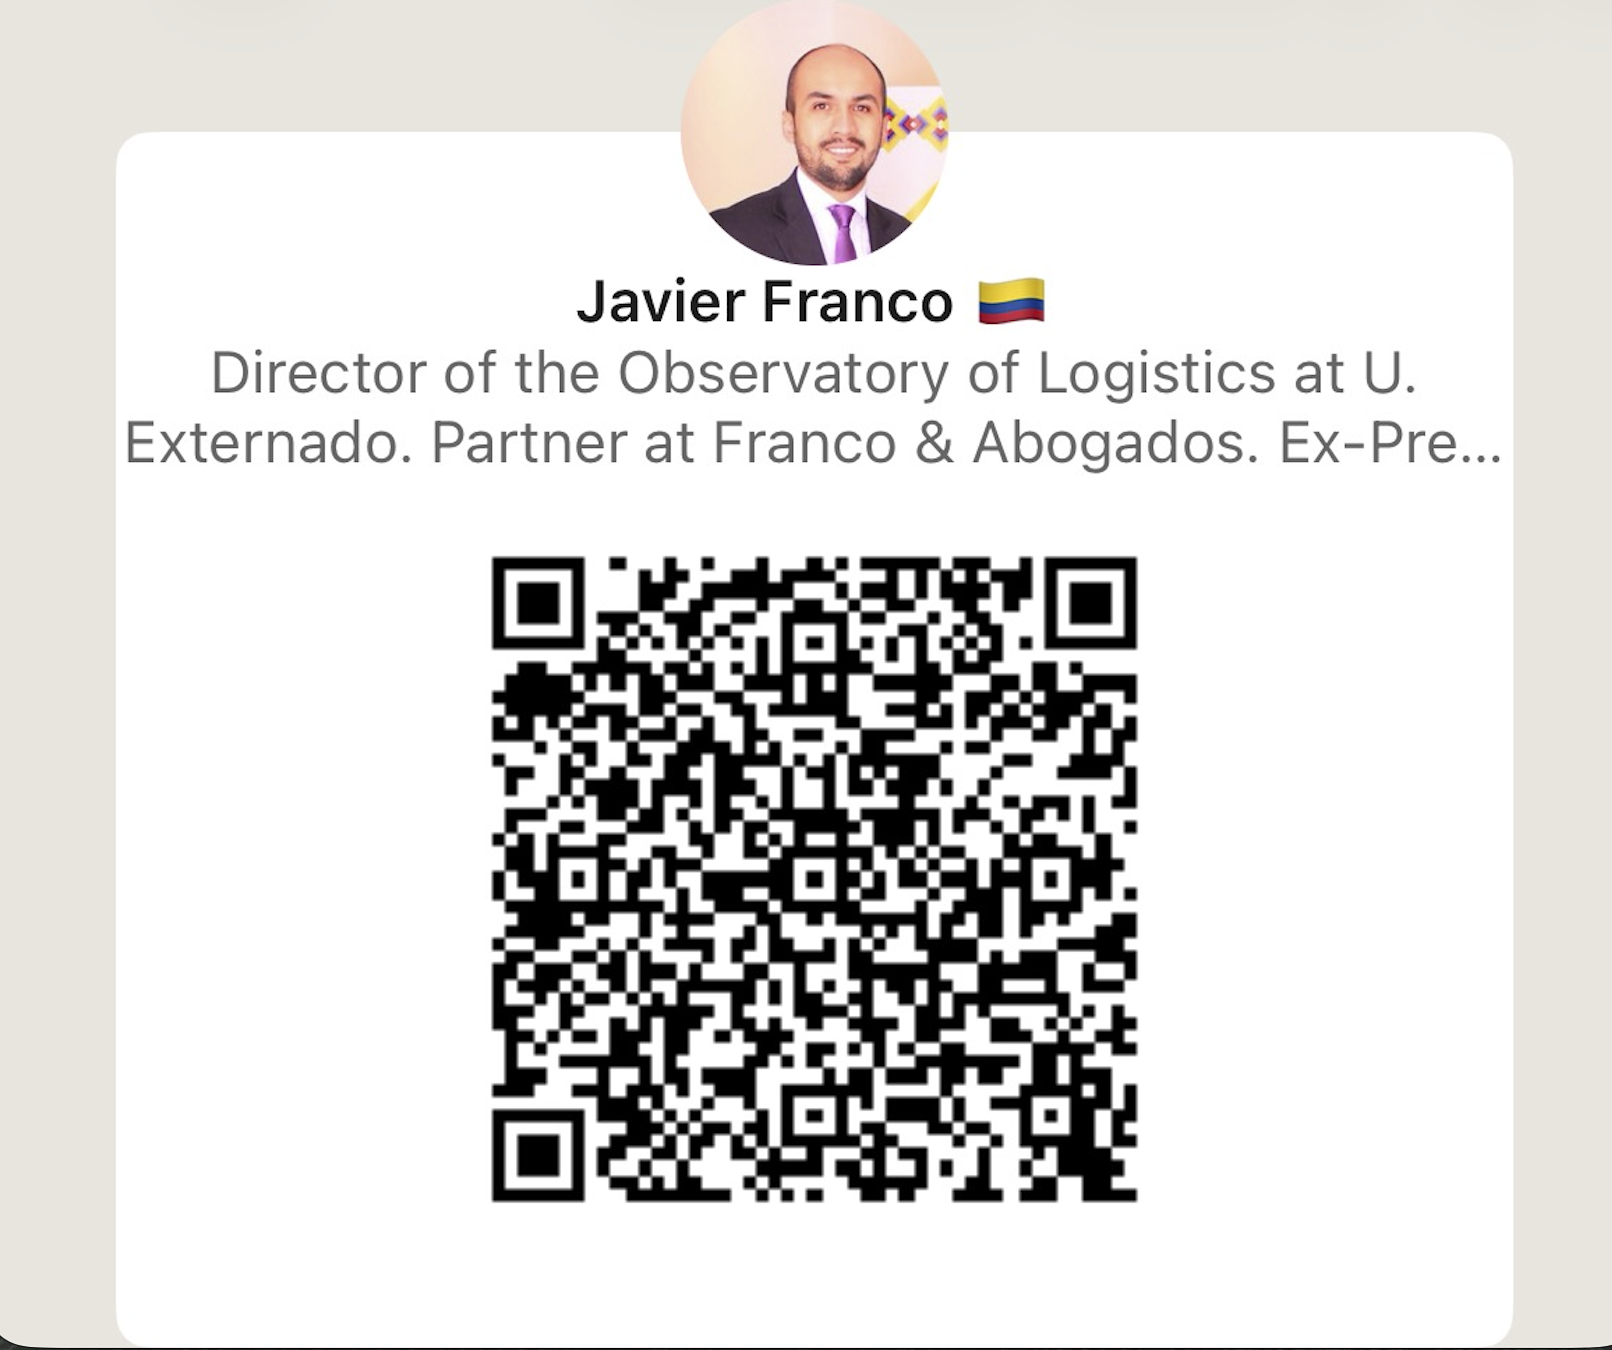 Javier Franco 🇨🇴
Director of the Observatory of Logistics at U.
Externado. Partner at Franco & Abogados. Ex-Pre...